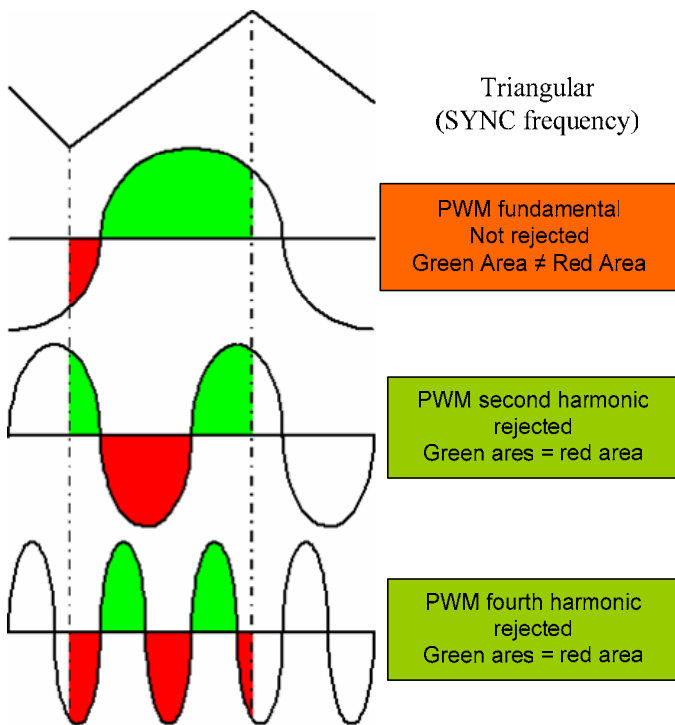 Triangular
(SYNC frequency)
PWM fundamental
Not rejected
Green Area ≠ Red Area
PWM second harmonic
rejected
Green ares = red area
PWM fourth harmonic
rejected
Green ares = red area